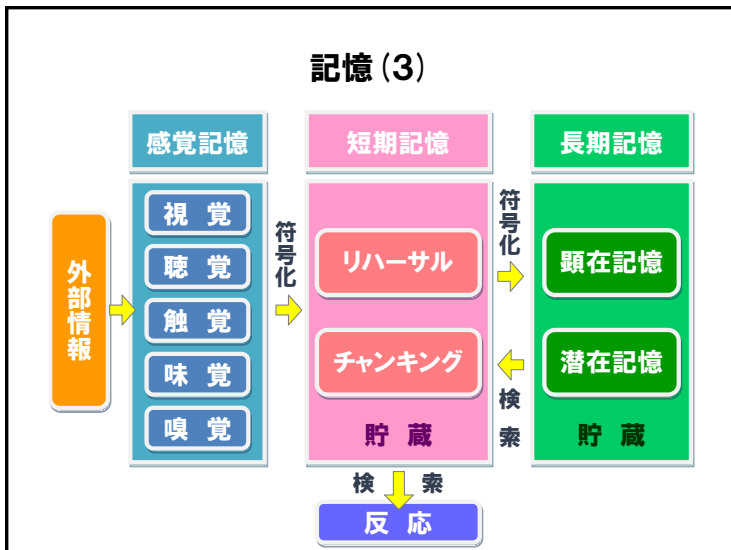 記憶(3)
感覚記憶
短期記憶
長期記憶
外部情報
視覚
聴覚
触覚
味覚
嗅覚
符号化
リハーサル
チャンキング
貯蔵
符号化
検索
顕在記憶
潜在記憶
貯蔵
検索
反応